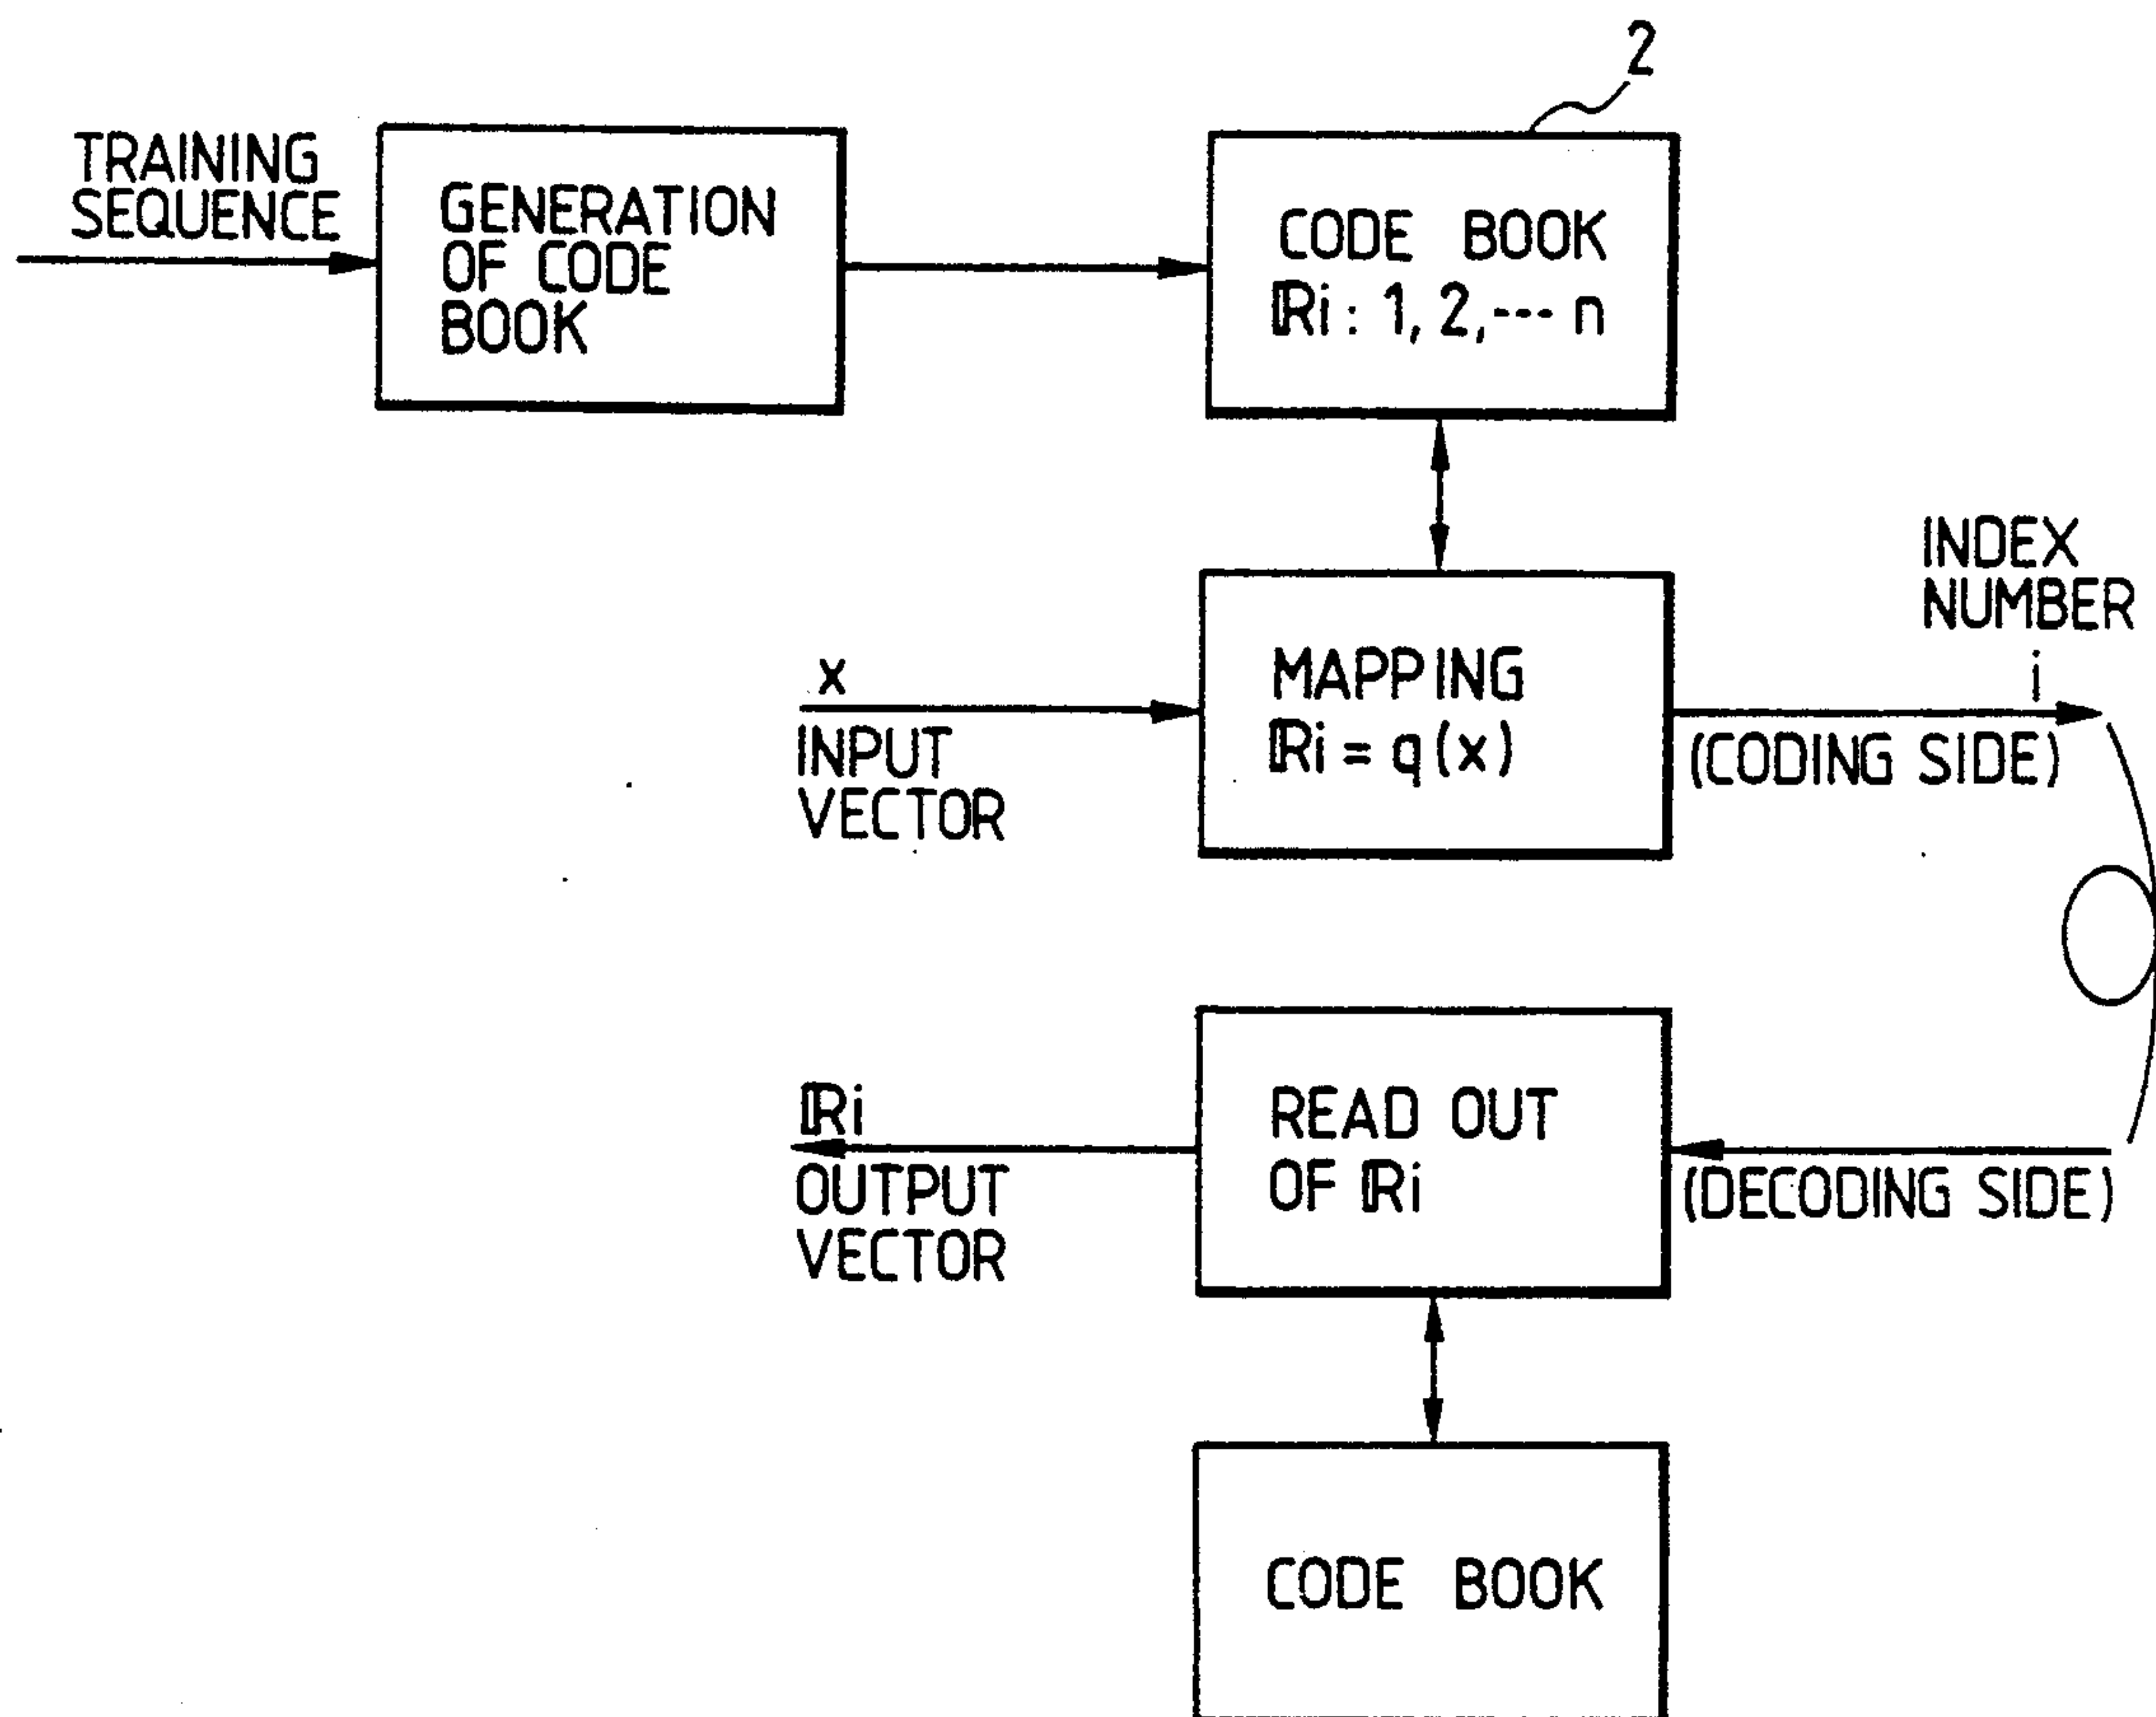 2
TRAINING
SEQUENCE
GENERATION
OF CODE
BOOK
CODE BOOK
ℝi : 1, 2, --- n
INDEX
NUMBER
i
x
INPUT
VECTOR
MAPPING
ℝi = q (x)
(CODING SIDE)
ℝi
OUTPUT
VECTOR
READ OUT
OF ℝi
(DECODING SIDE)
CODE BOOK